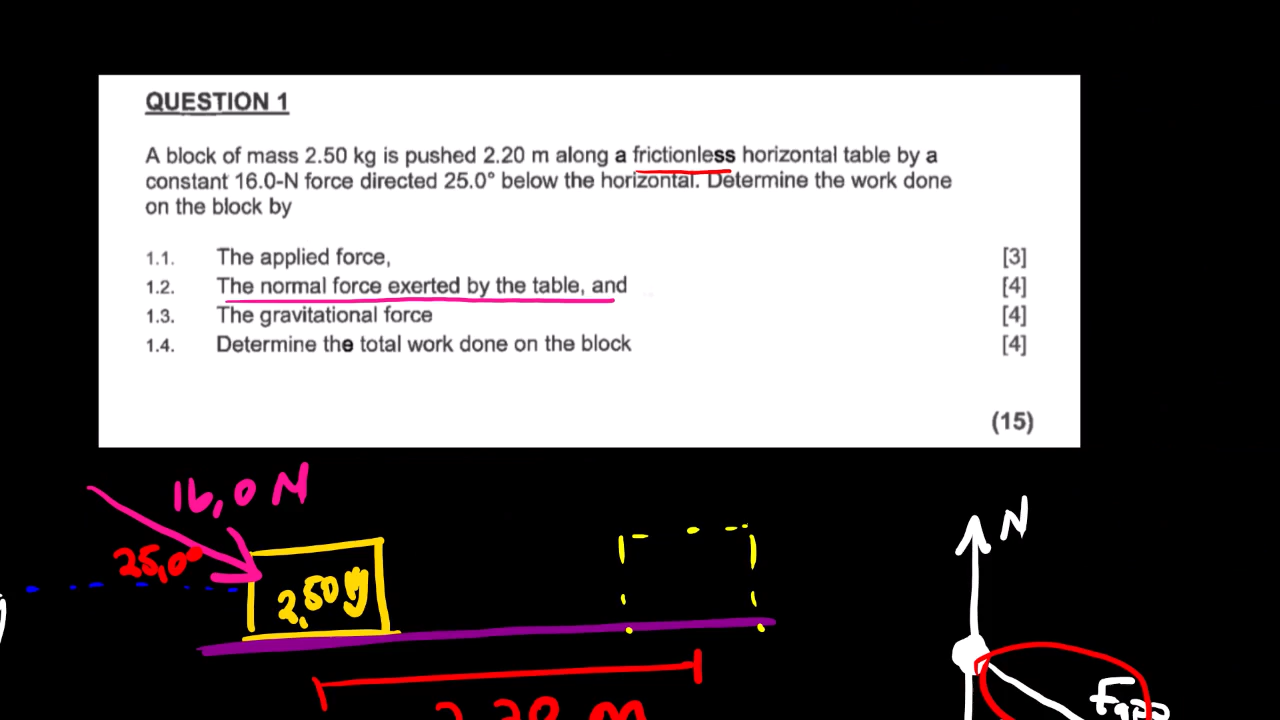 QUESTION 1
A block of mass 2.50 kg is pushed 2.20 m along a frictionless horizontal table by a
constant 16.0-N force directed 25.0° below the horizontal. Determine the work done
on the block by
1.1. The applied force, [3]
1.2. The normal force exerted by the table, and [4]
1.3. The gravitational force [4]
1.4. Determine the total work done on the block [4]
(15)
16,0 N
25,0°
2,50 kg
N
Fapp
2,20 m